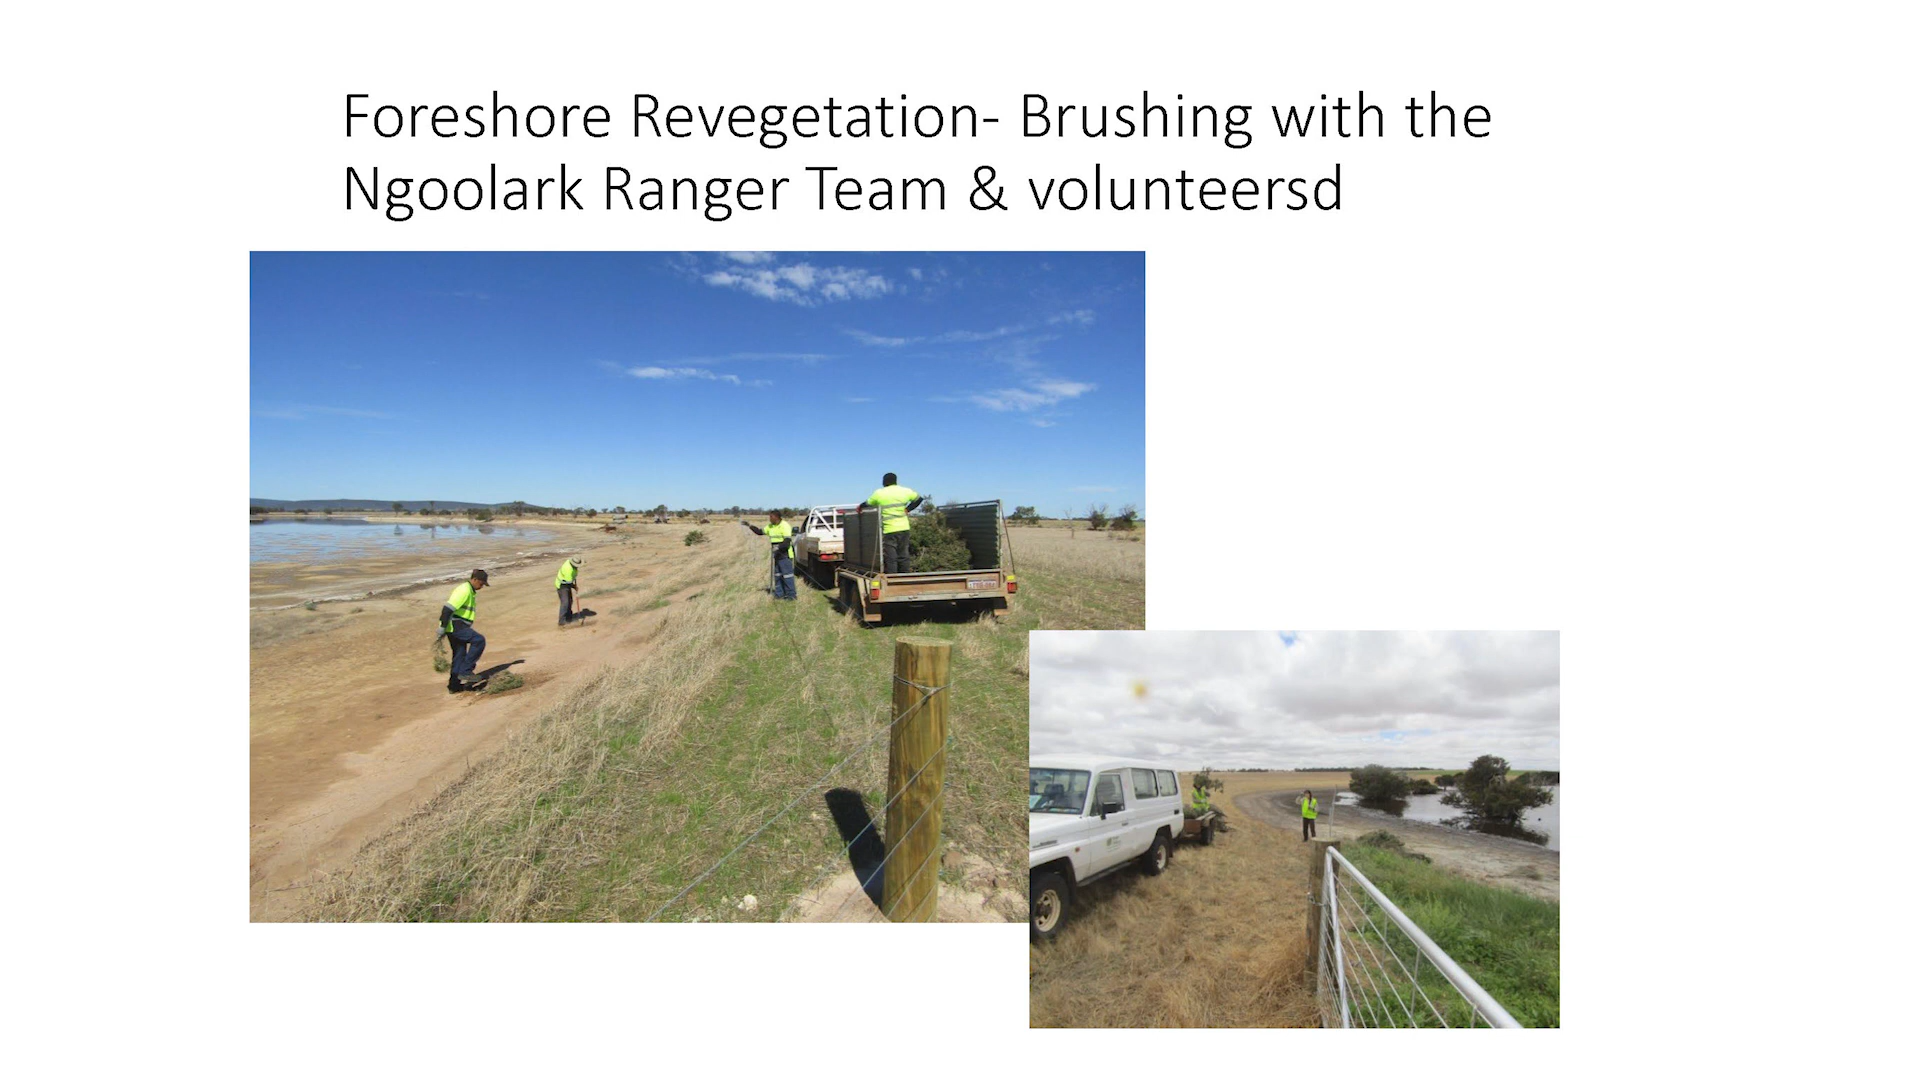 Foreshore Revegetation- Brushing with the
Ngoolark Ranger Team & volunteersd